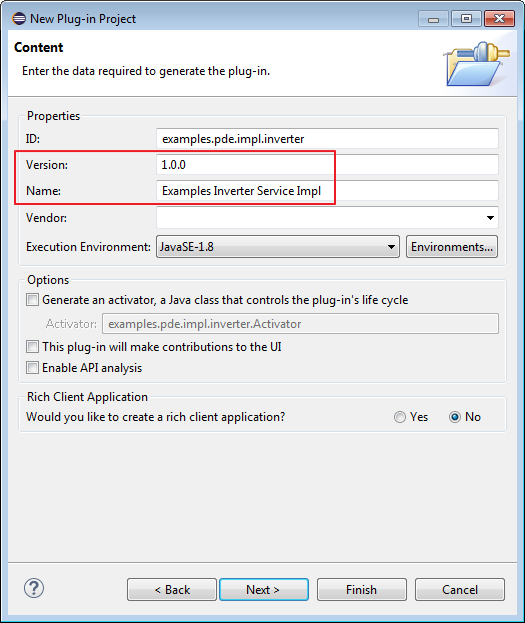 New Plug-in Project
Content
Enter the data required to generate the plug-in.
Properties
ID: examples.pde.impl.inverter
Version: 1.0.0
Name: Examples Inverter Service Impl
Vendor:
Execution Environment: JavaSE-1.8 Environments...
Options
Generate an activator, a Java class that controls the plug-in's life cycle
Activator: examples.pde.impl.inverter.Activator
This plug-in will make contributions to the UI
Enable API analysis
Rich Client Application
Would you like to create a rich client application? Yes No
? < Back Next > Finish Cancel